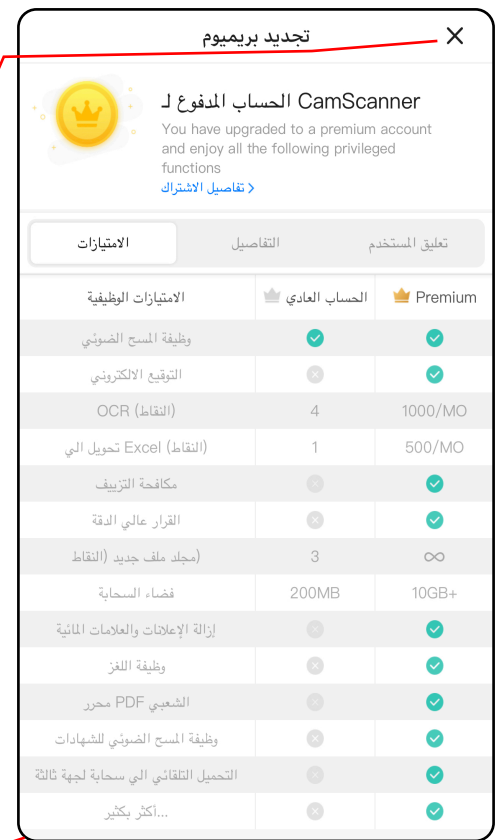 تجديد بريميوم
الحساب المدفوع لـ CamScanner
You have upgraded to a premium account
and enjoy all the following privileged
functions
تفاصيل الاشتراك
الامتيازات التفاصيل تعليق المستخدم
الامتيازات الوظيفية الحساب العادي Premium
وظيفة المسح الضوئي
التوقيع الالكتروني
OCR (النقاط) 4 1000/MO
تحويل الي Excel (النقاط) 1 500/MO
مكافحة التزييف
القرار عالي الدقة
(مجلد ملف جديد (النقاط 3 ∞
فضاء السحابة 200MB 10GB+
إزالة الإعلانات والعلامات المائية
وظيفة اللغز
محرر PDF الشعبي
وظيفة المسح الضوئي للشهادات
التحميل التلقائي الي سحابة لجهة ثالثة
...أكثر بكثير